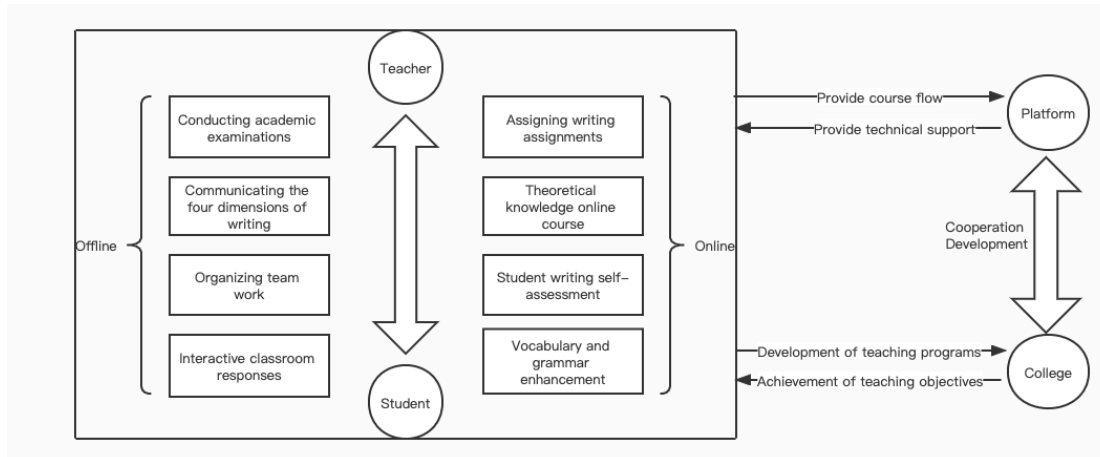 Teacher
Conducting academic
examinations
Communicating the
four dimensions of
writing
Offline
Organizing team
work
Interactive classroom
responses
Student
Assigning writing
assignments
Theoretical
knowledge online
course
Online
Student writing self-
assessment
Vocabulary and
grammar
enhancement
Provide course flow
Provide technical support
Platform
Cooperation
Development
Development of teaching programs
Achievement of teaching objectives
College